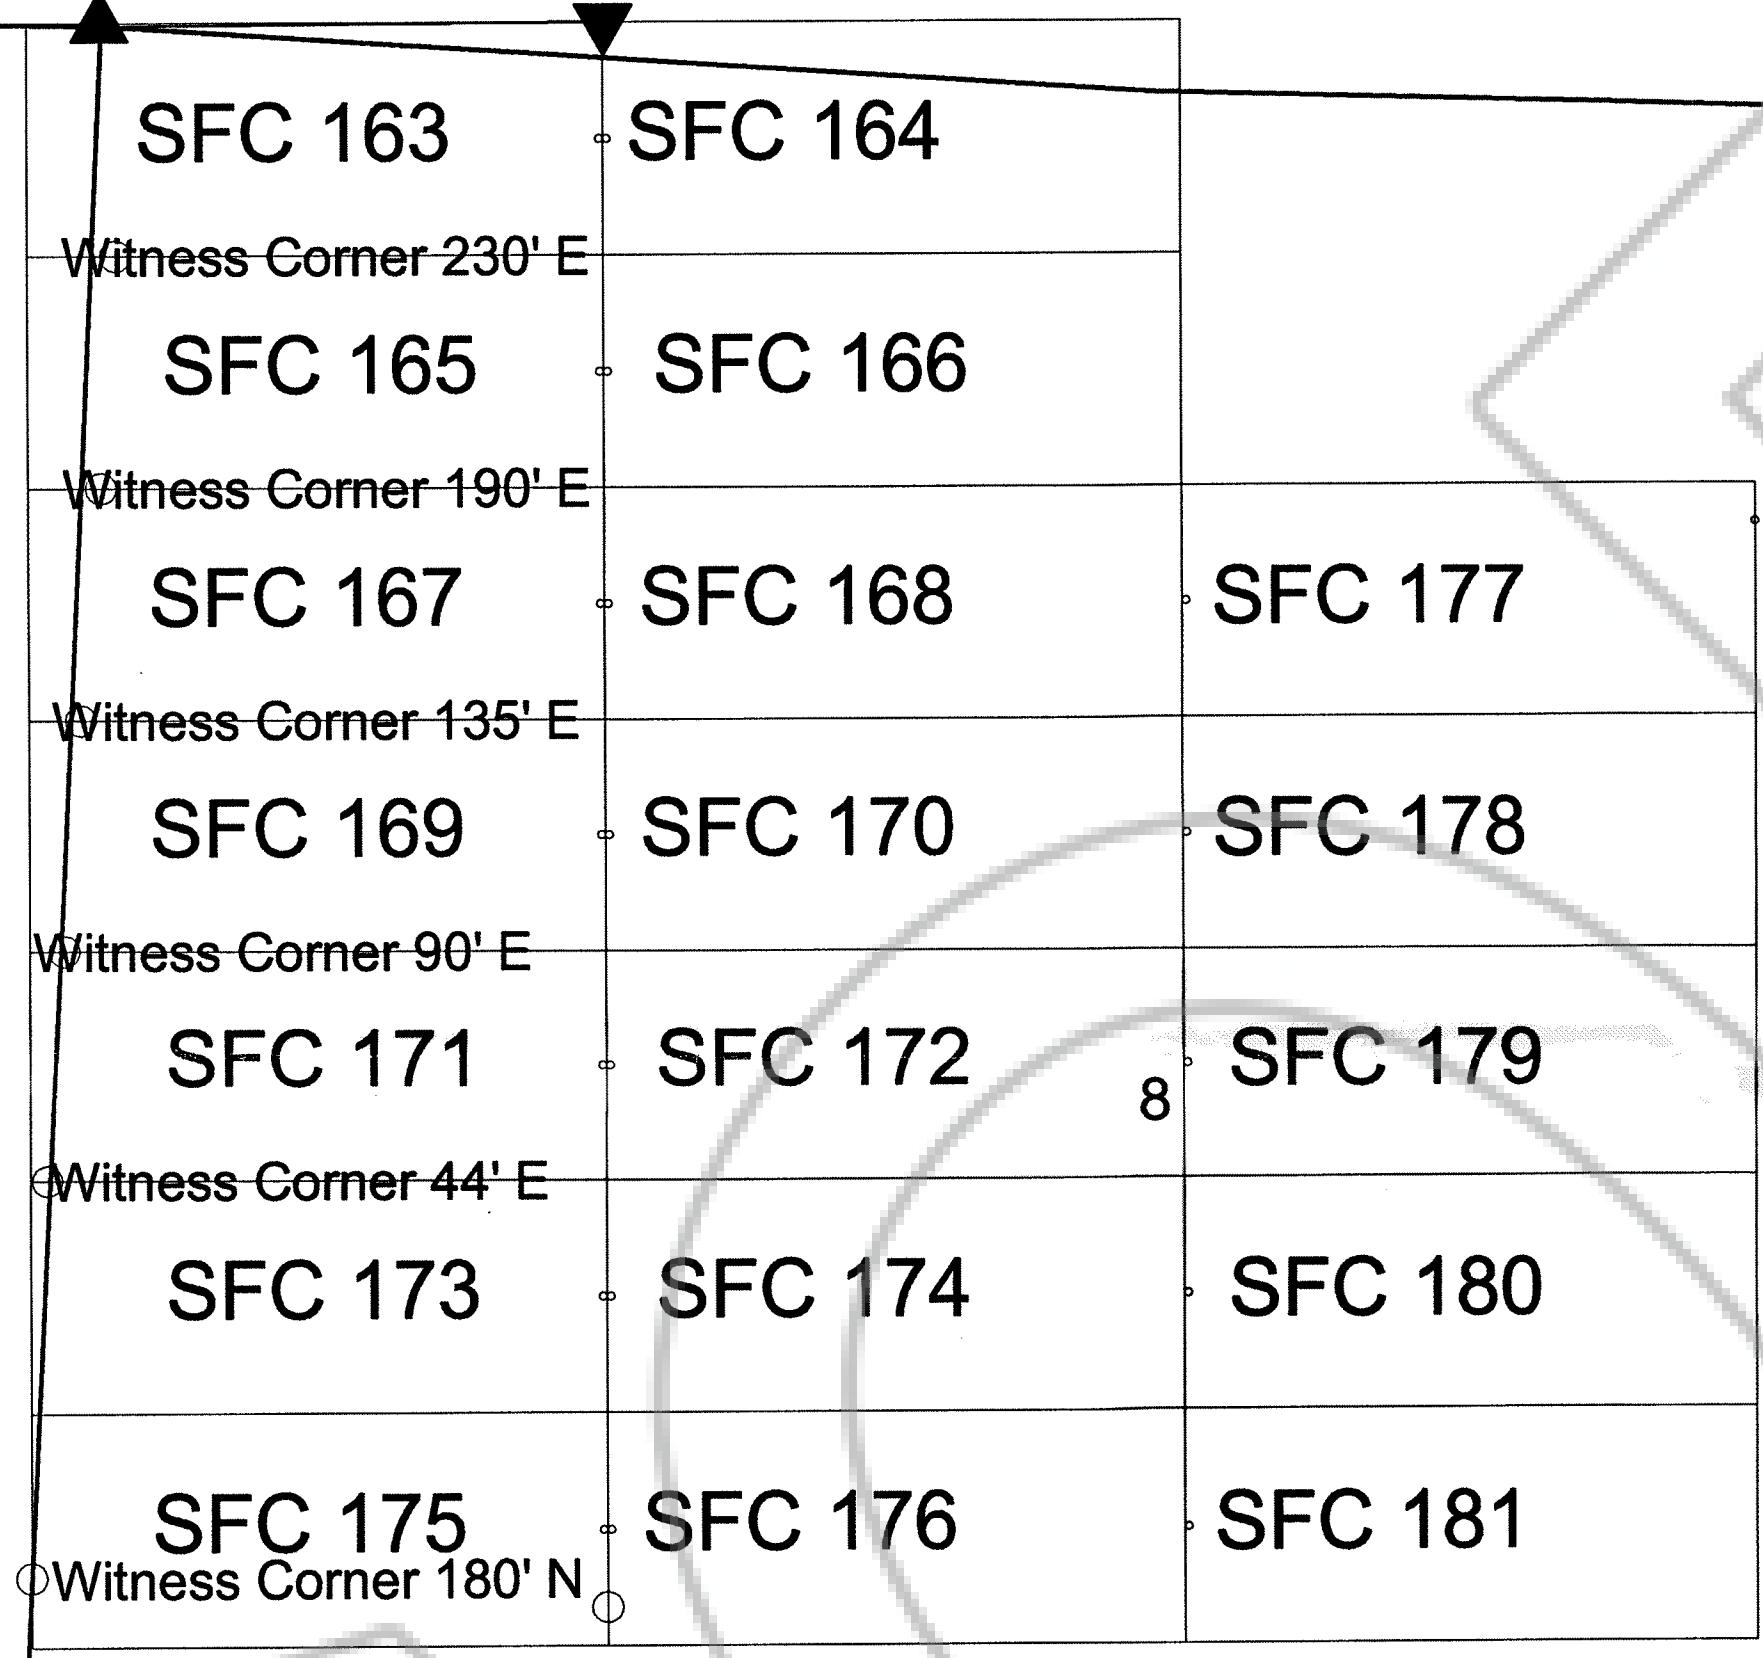 SFC 163 SFC 164
Witness Corner 230' E
SFC 165 SFC 166
Witness Corner 190' E
SFC 167 SFC 168 SFC 177
Witness Corner 135' E
SFC 169 SFC 170 SFC 178
Witness Corner 90' E
SFC 171 SFC 172 SFC 179
8
Witness Corner 44' E
SFC 173 SFC 174 SFC 180
SFC 175 SFC 176 SFC 181
Witness Corner 180' N